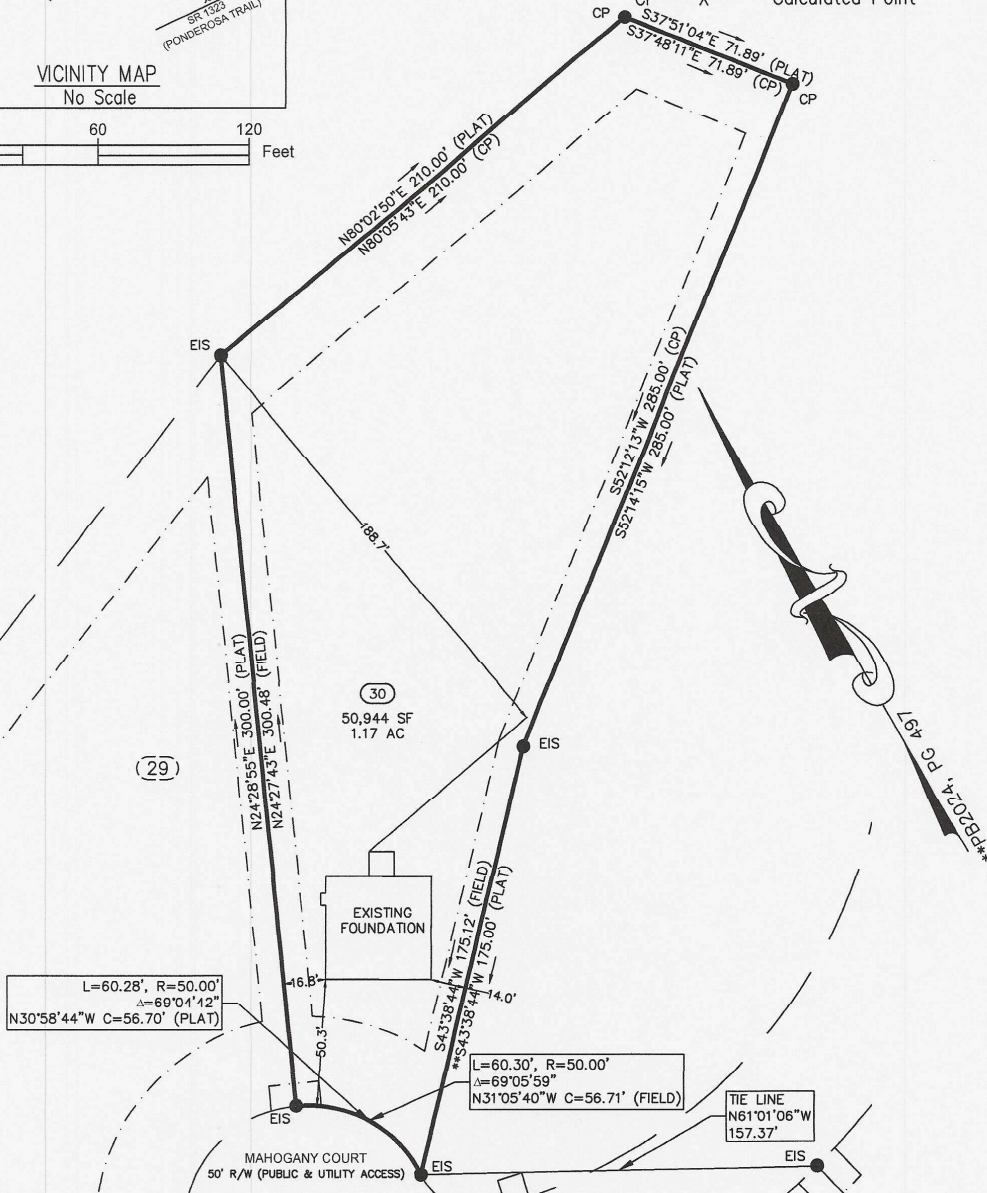 SR 1323
(PONDEROSA TRAIL)
VICINITY MAP
No Scale
60
120
Feet
CP
CP
X
Calculated Point
S37°51'04"E 71.89' (PLAT)
S37°48'11"E 71.89' (CP)
CP
N80°02'50"E 210.00' (PLAT)
N80°05'43"E 210.00' (CP)
EIS
S52°12'13"W 285.00' (CP)
S52°14'15"W 285.00' (PLAT)
188.7'
N24°28'55"E 300.00' (PLAT)
N24°27'43"E 300.48' (FIELD)
30
50,944 SF
1.17 AC
29
EIS
**PB2024, PG 497
EXISTING
FOUNDATION
S43°38'44"W 175.12' (FIELD)
**S43°38'44"W 175.00' (PLAT)
16.8'
14.0'
50.3'
L=60.28', R=50.00'
△=69°04'12"
N30°58'44"W C=56.70' (PLAT)
L=60.30', R=50.00'
△=69°05'59"
N31°05'40"W C=56.71' (FIELD)
TIE LINE
N61°01'06"W
157.37'
EIS
MAHOGANY COURT
50' R/W (PUBLIC & UTILITY ACCESS)
EIS
EIS